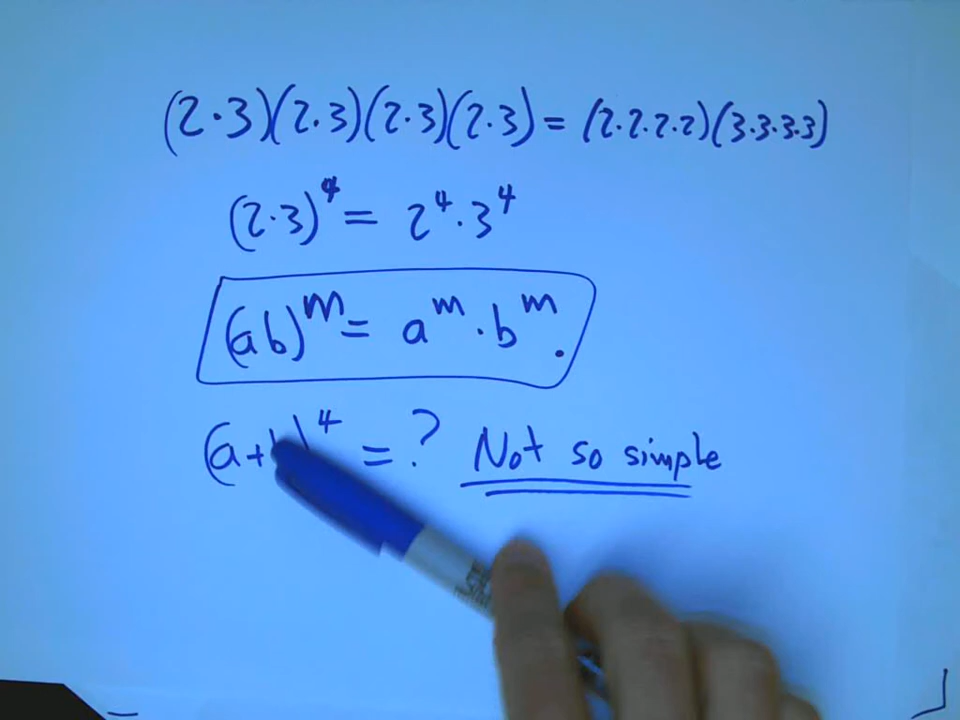 (2·3)(2·3)(2·3)(2·3) = (2·2·2·2)(3·3·3·3)
(2·3)⁴ = 2⁴·3⁴
(ab)ᵐ = aᵐ·bᵐ.
(a+b)⁴ = ? Not so simple